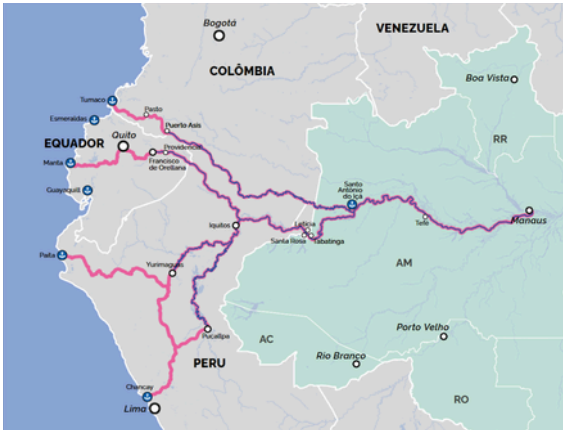 Bogotá
VENEZUELA
COLÔMBIA
Boa Vista
Tumaco
Pasto
Esmeraldas
Puerto Asis
RR
EQUADOR
Quito
Providencia
Manta
Francisco
de Orellana
Guayaquil
Santo
Antônio
do Içá
Iquitos
Leticia
Tefé
Manaus
Santa Rosa
Tabatinga
Paita
Yurimaguas
AM
Pucallpa
AC
Porto Velho
PERU
Rio Branco
Chancay
Lima
RO